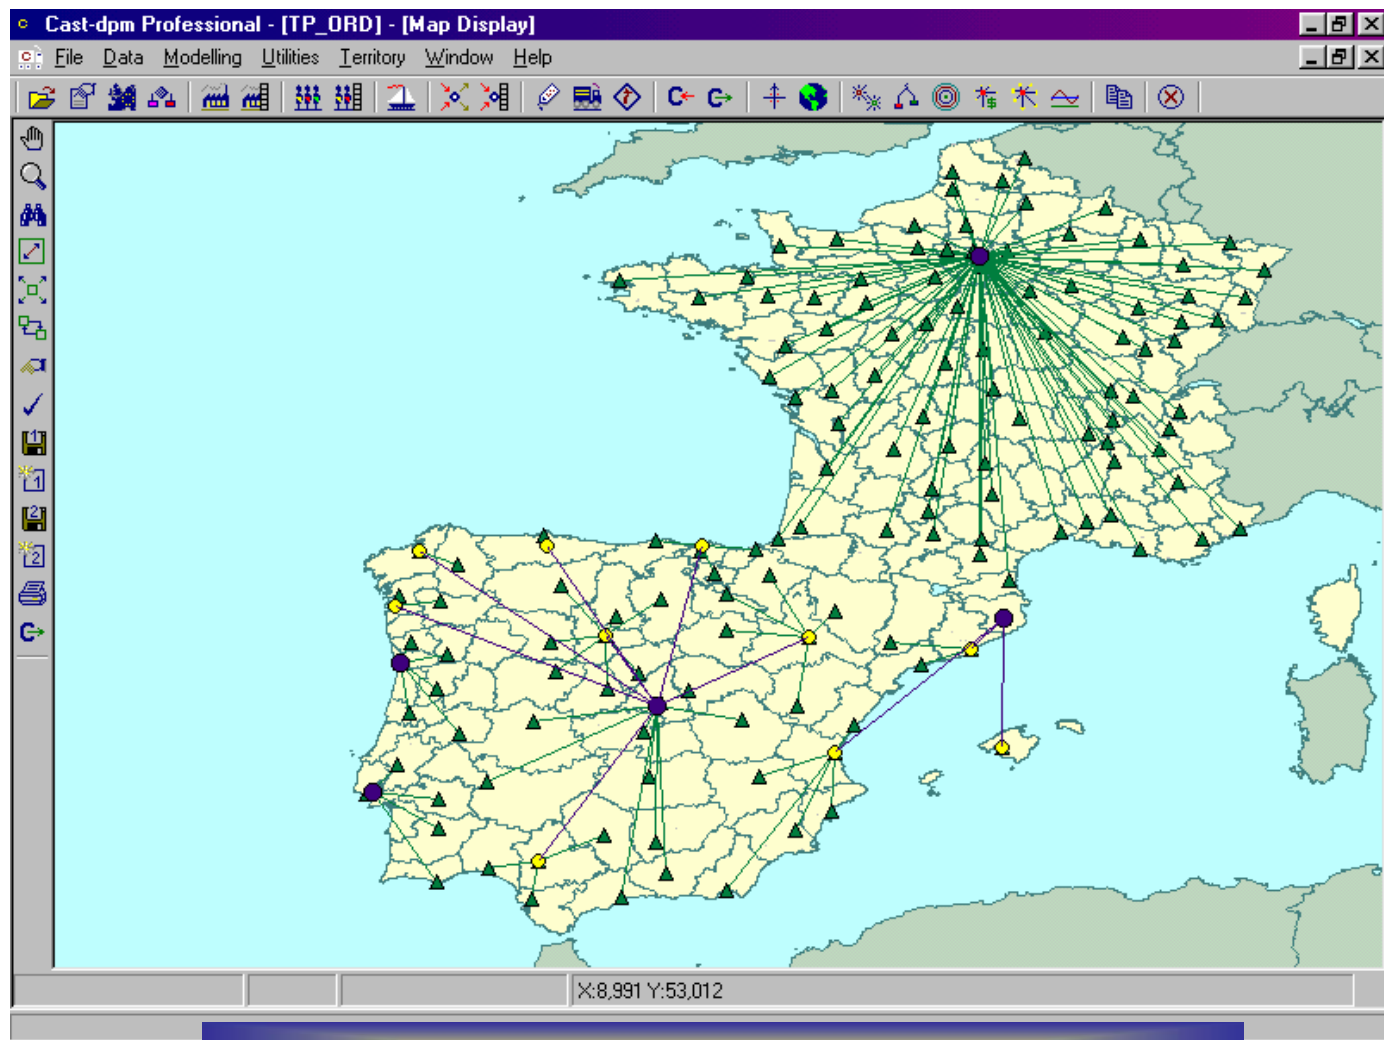 Cast-dpm Professional - [TP_ORD] - [Map Display]
File Data Modelling Utilities Territory Window Help
X:8,991 Y:53,012